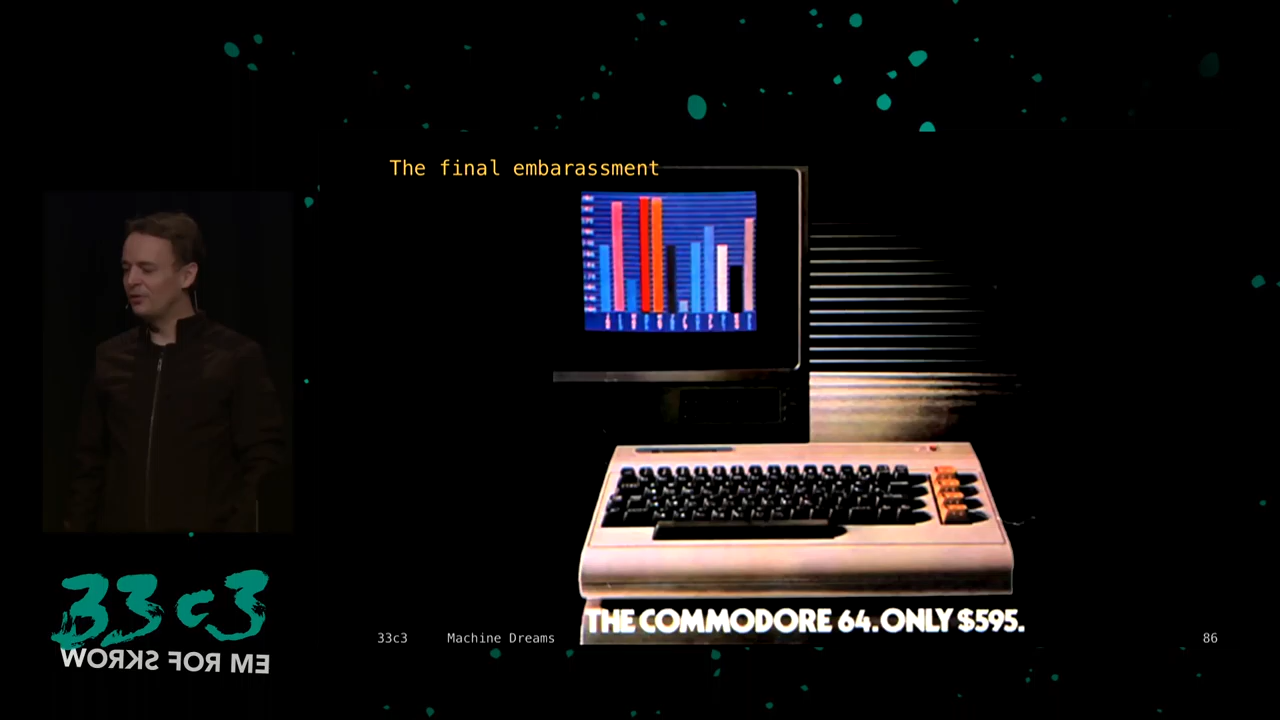 The final embarassment
THE COMMODORE 64. ONLY $595.
33c3 Machine Dreams 86
33c3
WORKS FOR ME